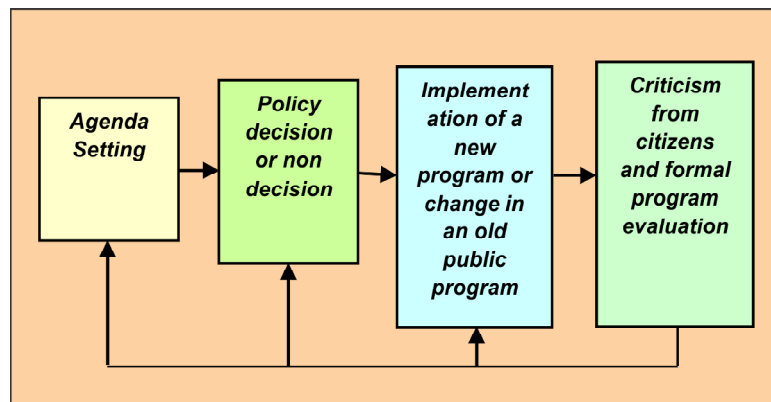 Agenda
Setting
Policy
decision
or non
decision
Implement
ation of a
new
program or
change in
an old
public
program
Criticism
from
citizens
and formal
program
evaluation